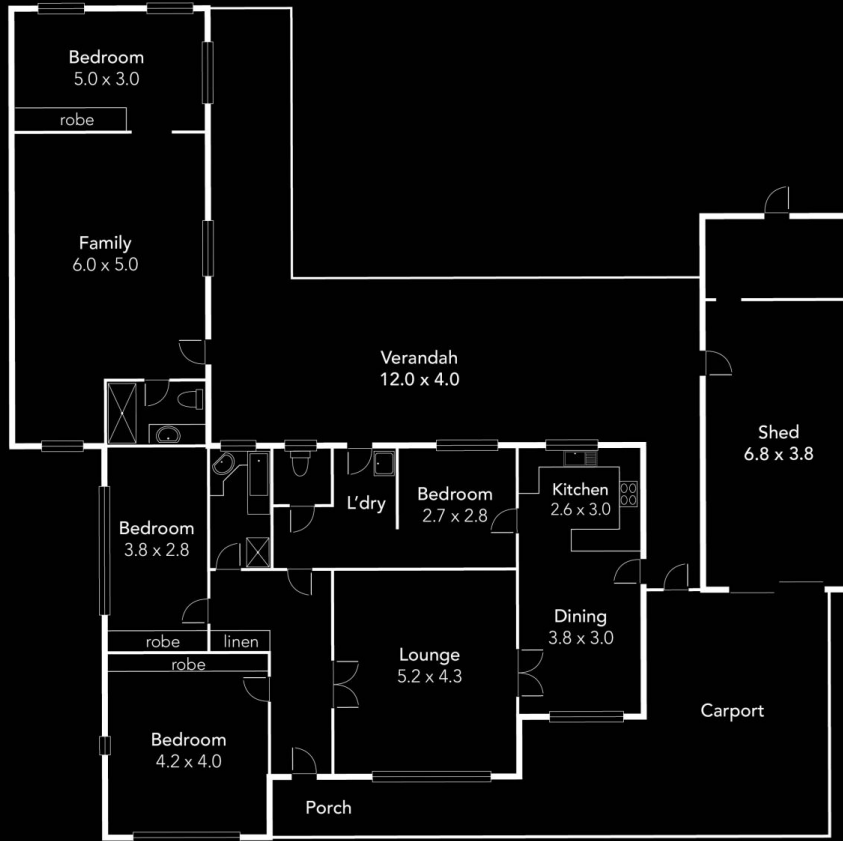 Bedroom
5.0 x 3.0
robe
Family
6.0 x 5.0
Verandah
12.0 x 4.0
Shed
6.8 x 3.8
Kitchen
2.6 x 3.0
Bedroom
2.7 x 2.8
L'dry
Bedroom
3.8 x 2.8
Dining
3.8 x 3.0
robe
linen
Lounge
5.2 x 4.3
robe
Carport
Bedroom
4.2 x 4.0
Porch